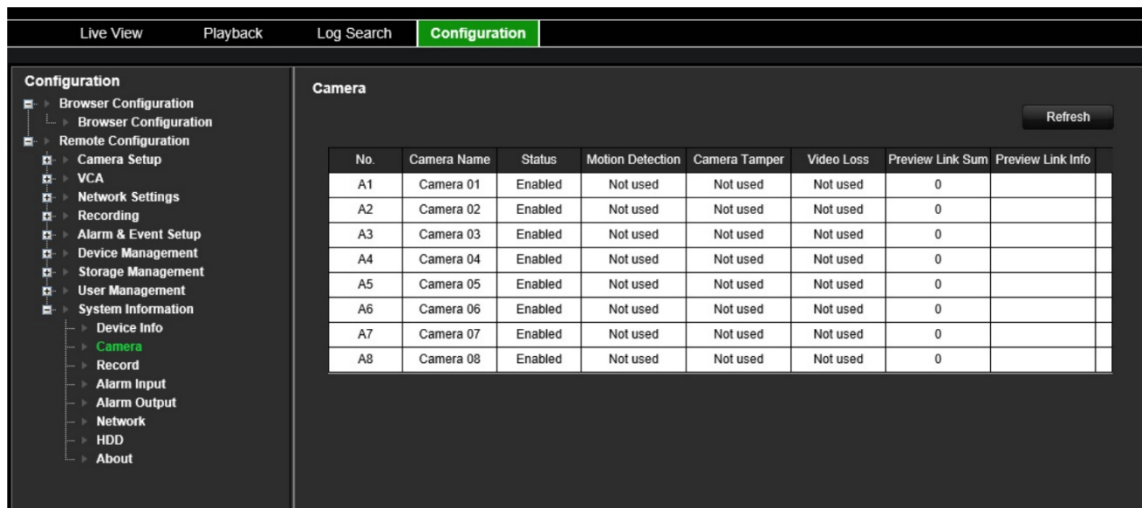 Live View Playback Log Search Configuration
Configuration
Browser Configuration
Browser Configuration
Remote Configuration
Camera Setup
VCA
Network Settings
Recording
Alarm & Event Setup
Device Management
Storage Management
User Management
System Information
Device Info
Camera
Record
Alarm Input
Alarm Output
Network
HDD
About
Camera
Refresh
No. Camera Name Status Motion Detection Camera Tamper Video Loss Preview Link Sum Preview Link Info
A1 Camera 01 Enabled Not used Not used Not used 0
A2 Camera 02 Enabled Not used Not used Not used 0
A3 Camera 03 Enabled Not used Not used Not used 0
A4 Camera 04 Enabled Not used Not used Not used 0
A5 Camera 05 Enabled Not used Not used Not used 0
A6 Camera 06 Enabled Not used Not used Not used 0
A7 Camera 07 Enabled Not used Not used Not used 0
A8 Camera 08 Enabled Not used Not used Not used 0